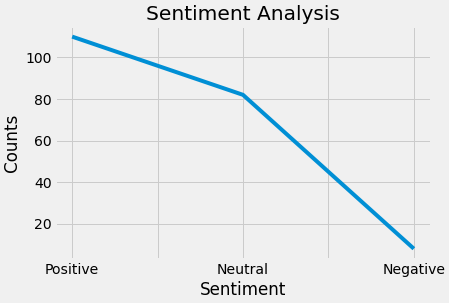 Sentiment Analysis
100
80
60
40
20
Counts
Positive Neutral Negative
Sentiment